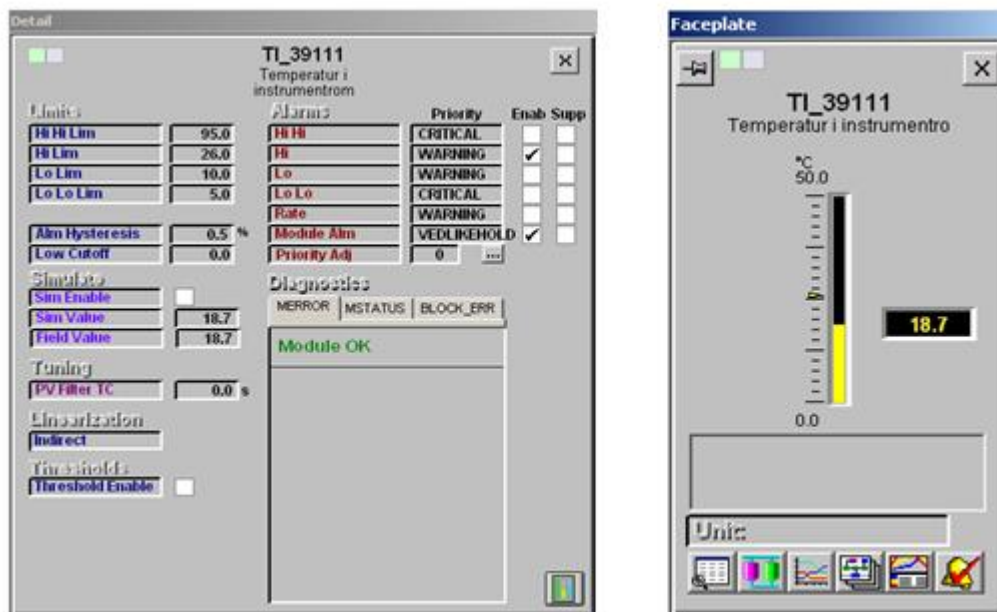 Detail
TI_39111
Temperatur i
instrumentrom
Limits
Hi Hi Lim 95.0
Hi Lim 26.0
Lo Lim 10.0
Lo Lo Lim 5.0
Alm Hysteresis 0.5 %
Low Cutoff 0.0
Simulate
Sim Enable
Sim Value 18.7
Field Value 18.7
Tuning
PV Filter TC 0.0 s
Linearization
Indirect
Thresholds
Threshold Enable
Alarms Priority Enab Supp
Hi Hi CRITICAL
Hi WARNING
Lo WARNING
Lo Lo CRITICAL
Rate WARNING
Module Alm VEDLIKEHOLD
Priority Adj 0 ...
Diagnostics
MERROR MSTATUS BLOCK_ERR
Module OK
Faceplate
TI_39111
Temperatur i instrumentro
°C
50.0
18.7
0.0
Unit: